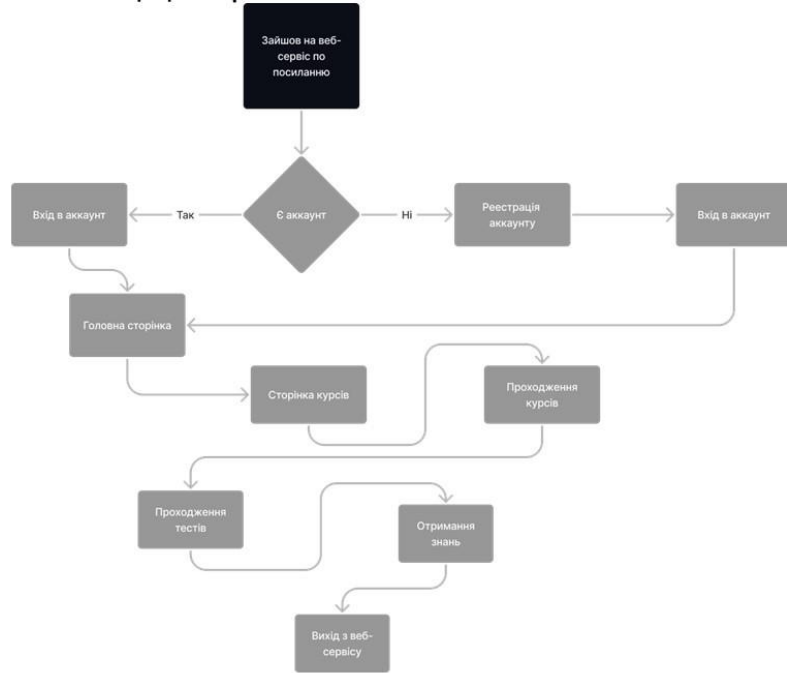 Зайшов на веб-
сервіс по
посиланню
Вхід в аккаунт
Так
Є аккаунт
Ні
Реестрація
аккаунту
Вхід в аккаунт
Головна сторінка
Сторінка курсів
Проходження
курсів
Проходження
тестів
Отримання
знань
Вихід з веб-
сервісу